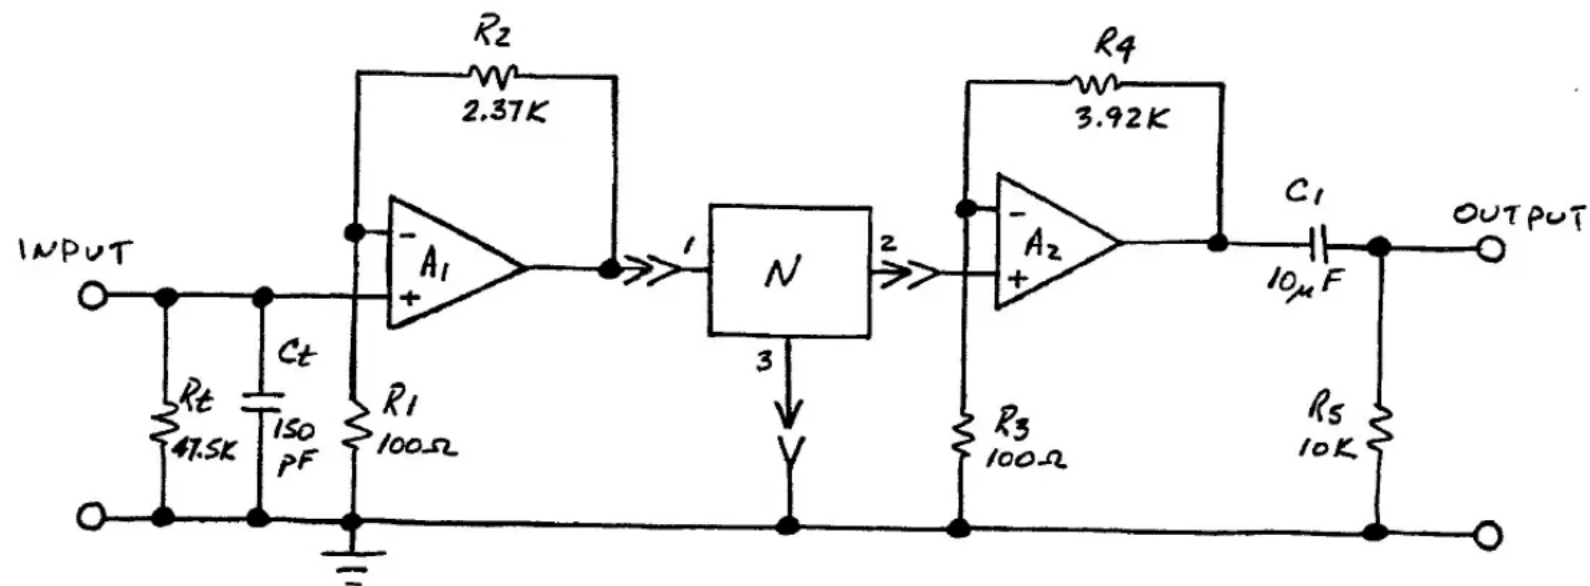 R2
2.37K
R4
3.92K
INPUT
-
A1
+
1
N
2
3
-
A2
+
C1
10μF
OUTPUT
Rt
47.5K
Ct
150
pF
R1
100Ω
R3
100Ω
R5
10K